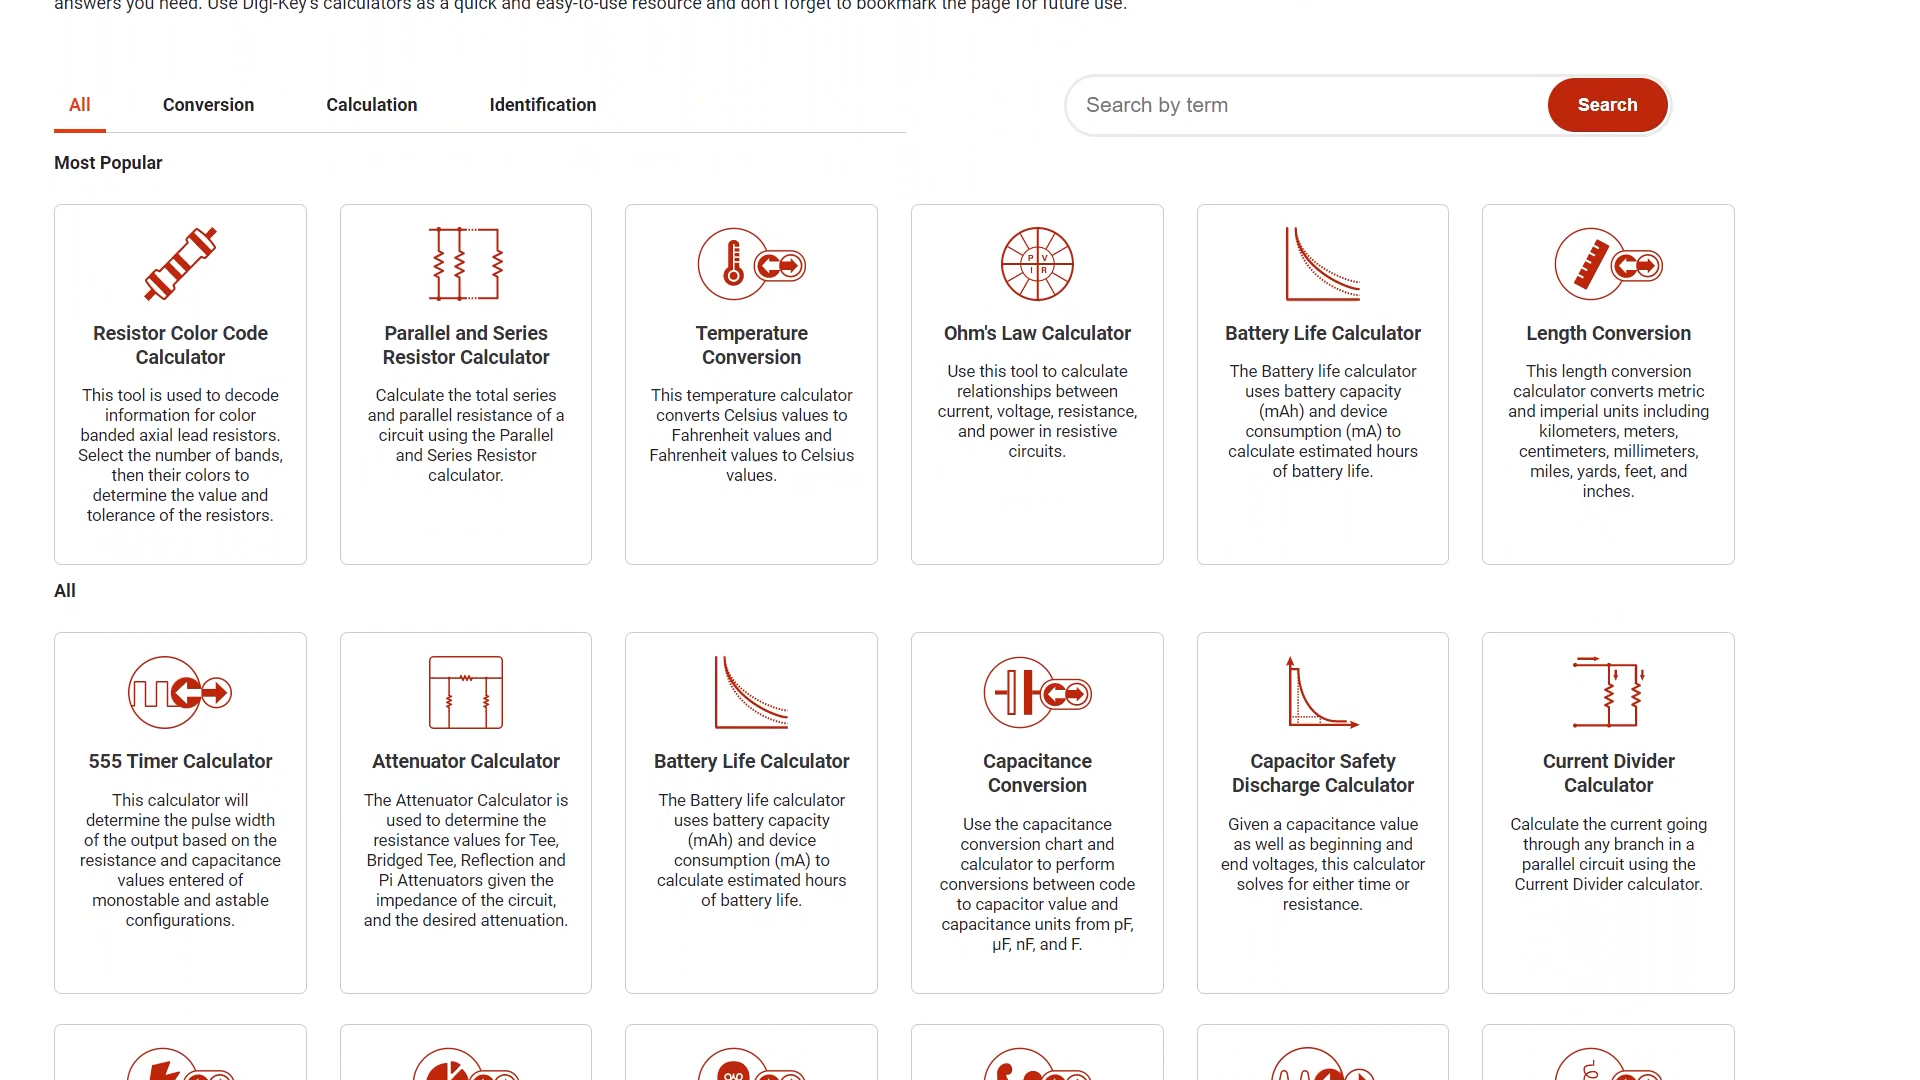 answers you need. Use Digi-Key's calculators as a quick and easy-to-use resource and don't forget to bookmark the page for future use.
All
Conversion
Calculation
Identification
Search by term
Search
Most Popular
Resistor Color Code
Calculator
This tool is used to decode
information for color
banded axial lead resistors.
Select the number of bands,
then their colors to
determine the value and
tolerance of the resistors.
Parallel and Series
Resistor Calculator
Calculate the total series
and parallel resistance of a
circuit using the Parallel
and Series Resistor
calculator.
Temperature
Conversion
This temperature calculator
converts Celsius values to
Fahrenheit values and
Fahrenheit values to Celsius
values.
P V
I R
Ohm's Law Calculator
Use this tool to calculate
relationships between
current, voltage, resistance,
and power in resistive
circuits.
Battery Life Calculator
The Battery life calculator
uses battery capacity
(mAh) and device
consumption (mA) to
calculate estimated hours
of battery life.
Length Conversion
This length conversion
calculator converts metric
and imperial units including
kilometers, meters,
centimeters, millimeters,
miles, yards, feet, and
inches.
All
555 Timer Calculator
This calculator will
determine the pulse width
of the output based on the
resistance and capacitance
values entered of
monostable and astable
configurations.
Attenuator Calculator
The Attenuator Calculator is
used to determine the
resistance values for Tee,
Bridged Tee, Reflection and
Pi Attenuators given the
impedance of the circuit,
and the desired attenuation.
Battery Life Calculator
The Battery life calculator
uses battery capacity
(mAh) and device
consumption (mA) to
calculate estimated hours
of battery life.
Capacitance
Conversion
Use the capacitance
conversion chart and
calculator to perform
conversions between code
to capacitor value and
capacitance units from pF,
µF, nF, and F.
Capacitor Safety
Discharge Calculator
Given a capacitance value
as well as beginning and
end voltages, this calculator
solves for either time or
resistance.
Current Divider
Calculator
Calculate the current going
through any branch in a
parallel circuit using the
Current Divider calculator.